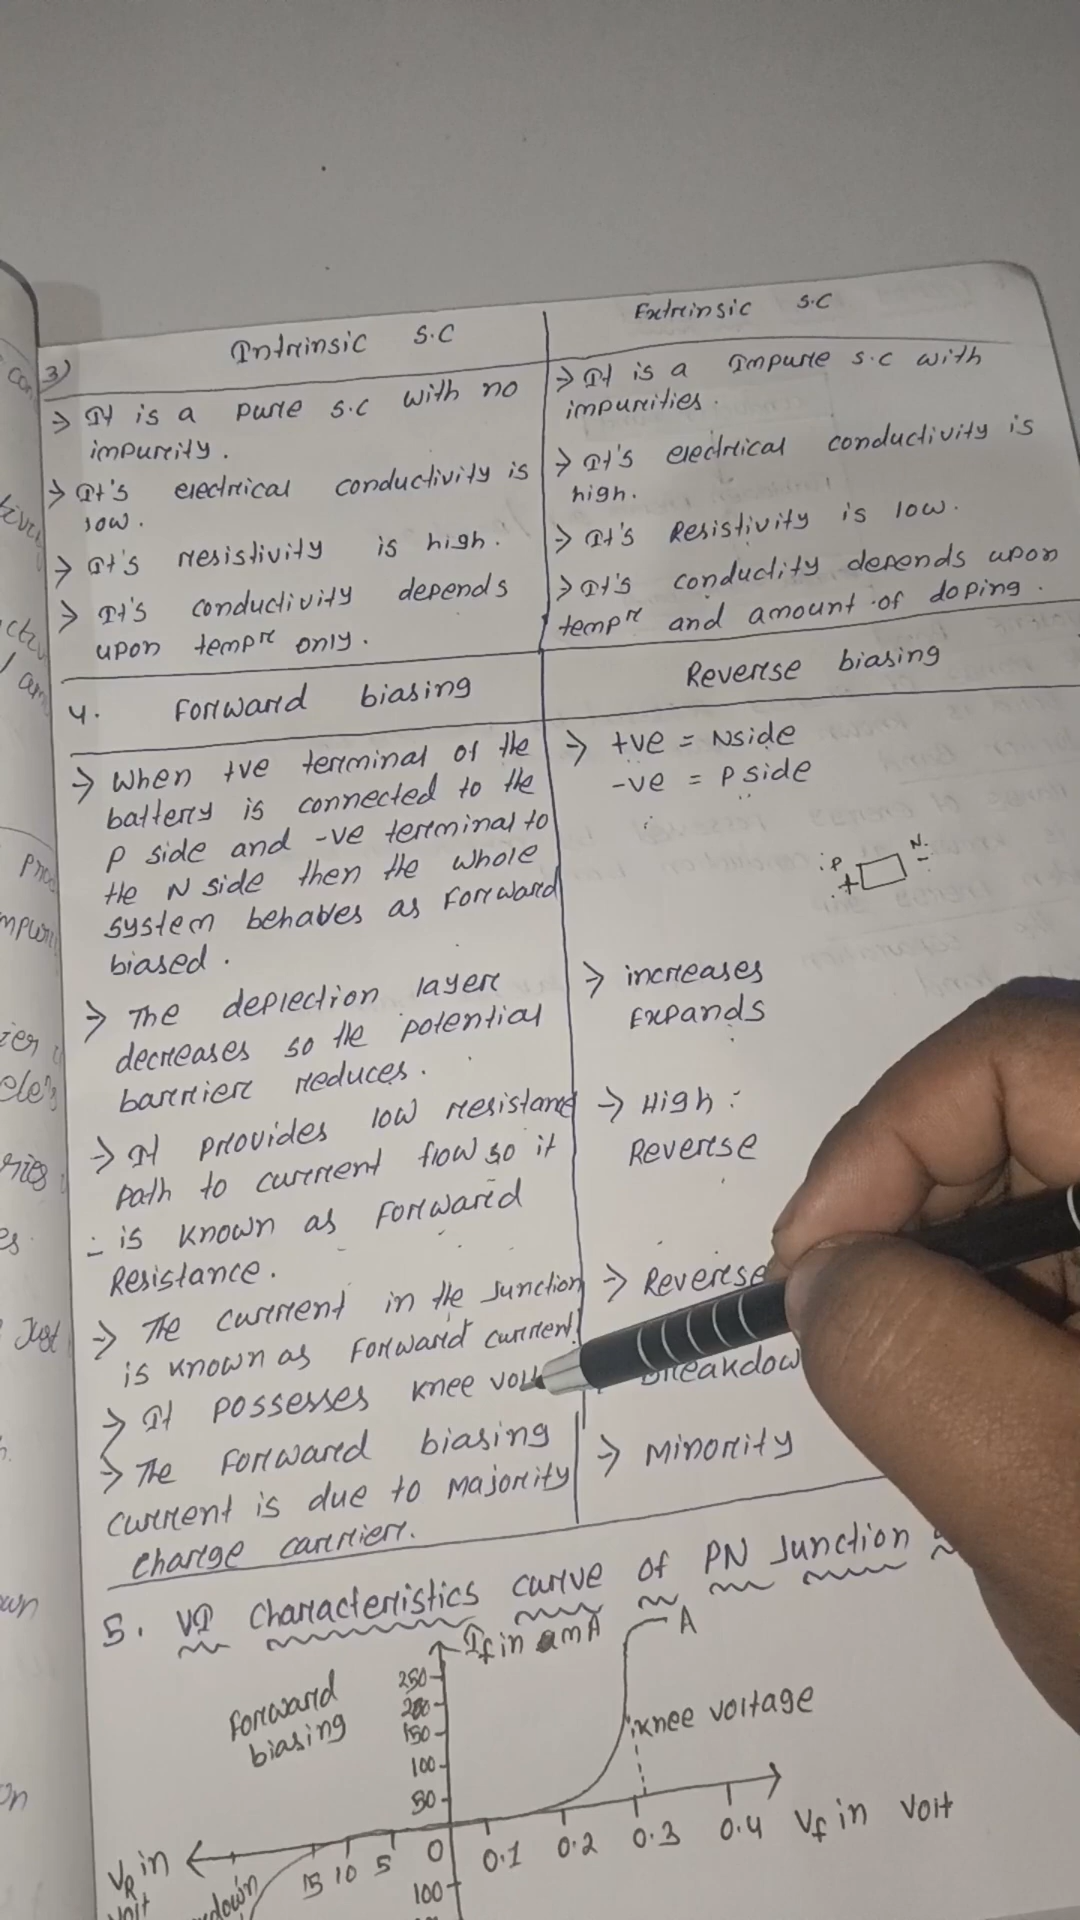 3)
Intrinsic S.C
Extrinsic S.C
→ It is a pure s.c with no
impurity.
→ It's electrical conductivity is
low.
→ It's resistivity is high.
→ It's conductivity depends
upon tempr only.
→ It is a Impure s.c with
impurities.
→ It's electrical conductivity is
high.
→ It's Resistivity is low.
→ It's conductity depends upon
tempr and amount of doping.
4. Forward biasing
Reverse biasing
→ When +ve terminal of the
battery is connected to the
P side and -ve terminal to
the N side then the whole
system behabes as Forward
biased.
→ The deplection layer
decreases so the potential
barrier reduces.
→ It provides low resistance
path to current flow so it
is known as Forward
Resistance.
→ The current in the Junction
is known as Forward current.
→ It possesses knee
→ The Forward biasing
current is due to majority
charge carrier.
→ +ve = N side
-ve = P side
P N
+ -
→ increases
Expands
→ High :
Reverse
→ Reverse
→ Minority
5. VI Characteristics curve of PN Junction
If in mA
A
Forward
biasing
250
200
150
100
50
knee voltage
VR in
Volt
15 10 5 0 0.1 0.2 0.3 0.4 Vf in Volt
100
Just